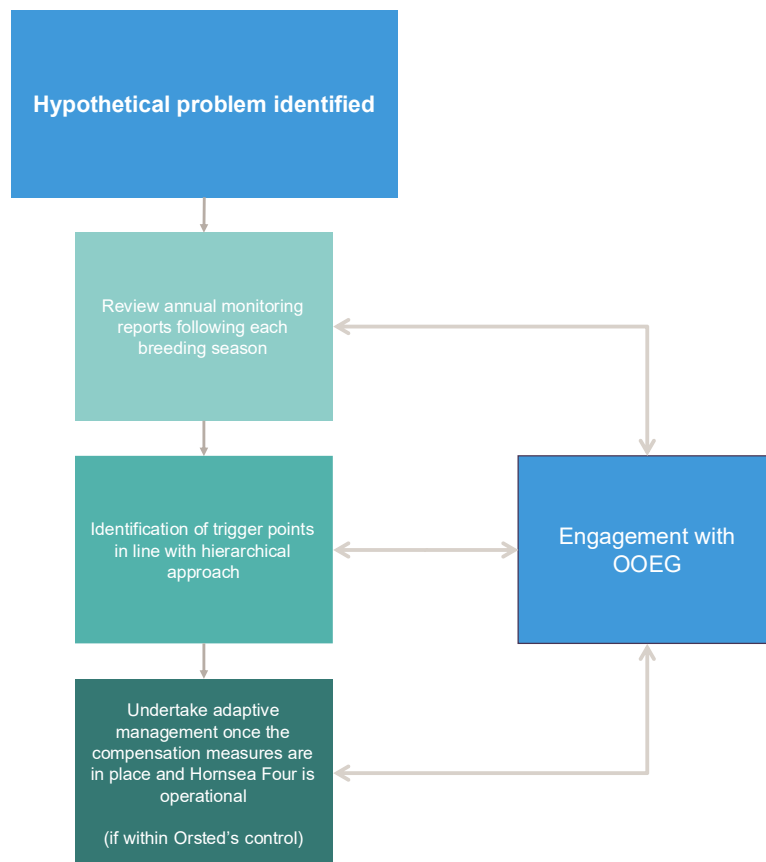 Hypothetical problem identified
Review annual monitoring
reports following each
breeding season
Identification of trigger points
in line with hierarchical
approach
Engagement with
OOEG
Undertake adaptive
management once the
compensation measures are
in place and Hornsea Four is
operational
(if within Orsted’s control)